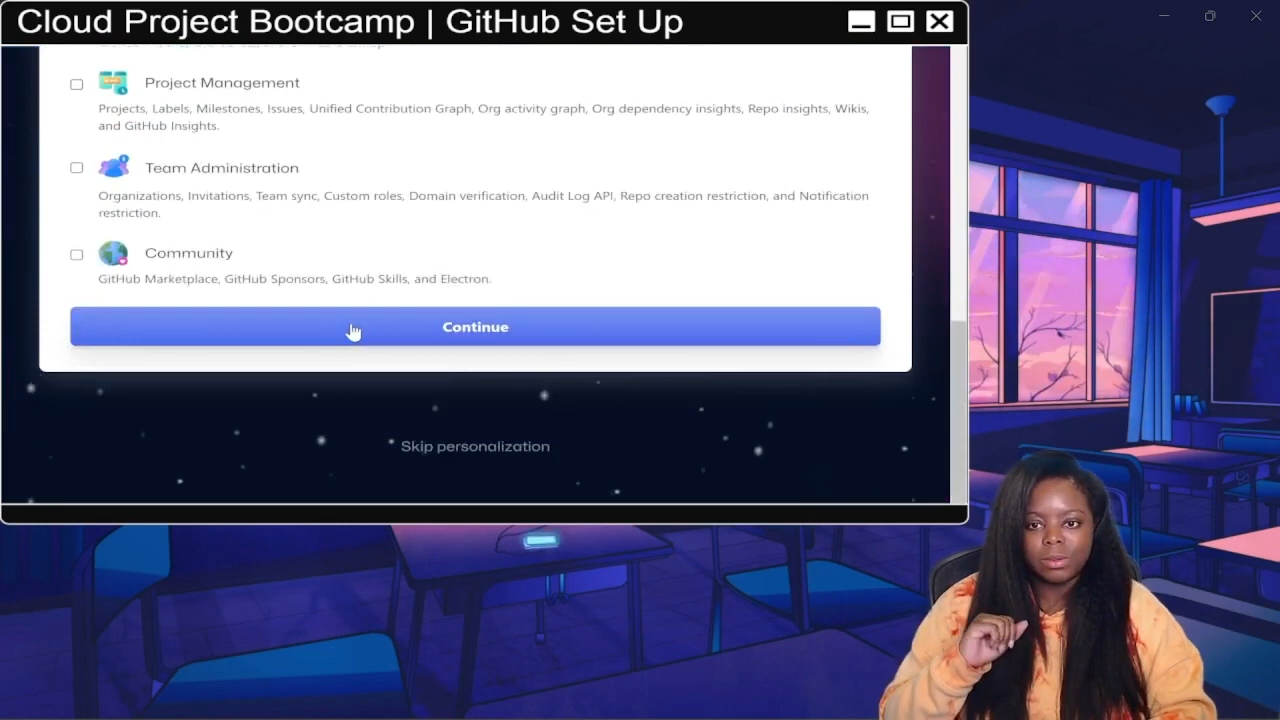 Cloud Project Bootcamp | GitHub Set Up
Project Management
Projects, Labels, Milestones, Issues, Unified Contribution Graph, Org activity graph, Org dependency insights, Repo insights, Wikis,
and GitHub Insights.
Team Administration
Organizations, Invitations, Team sync, Custom roles, Domain verification, Audit Log API, Repo creation restriction, and Notification
restriction.
Community
GitHub Marketplace, GitHub Sponsors, GitHub Skills, and Electron.
Continue
Skip personalization